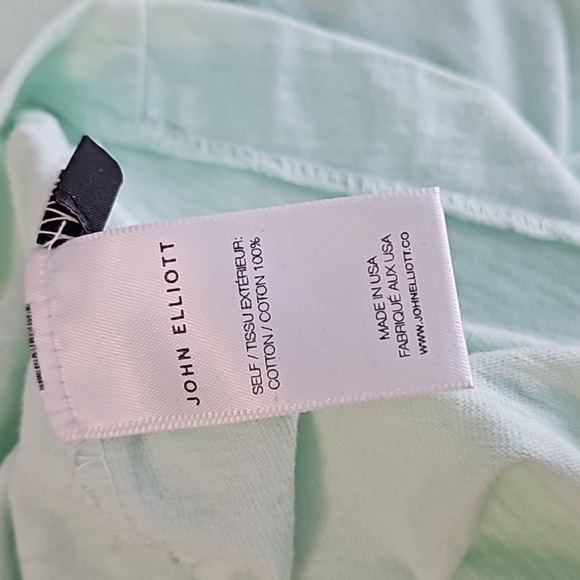 JOHN ELLIOTT
SELF / TISSU EXTÉRIEUR:
COTTON / COTON 100%
MADE IN USA
FABRIQUÉ AUX USA
WWW.JOHNELLIOTT.CO